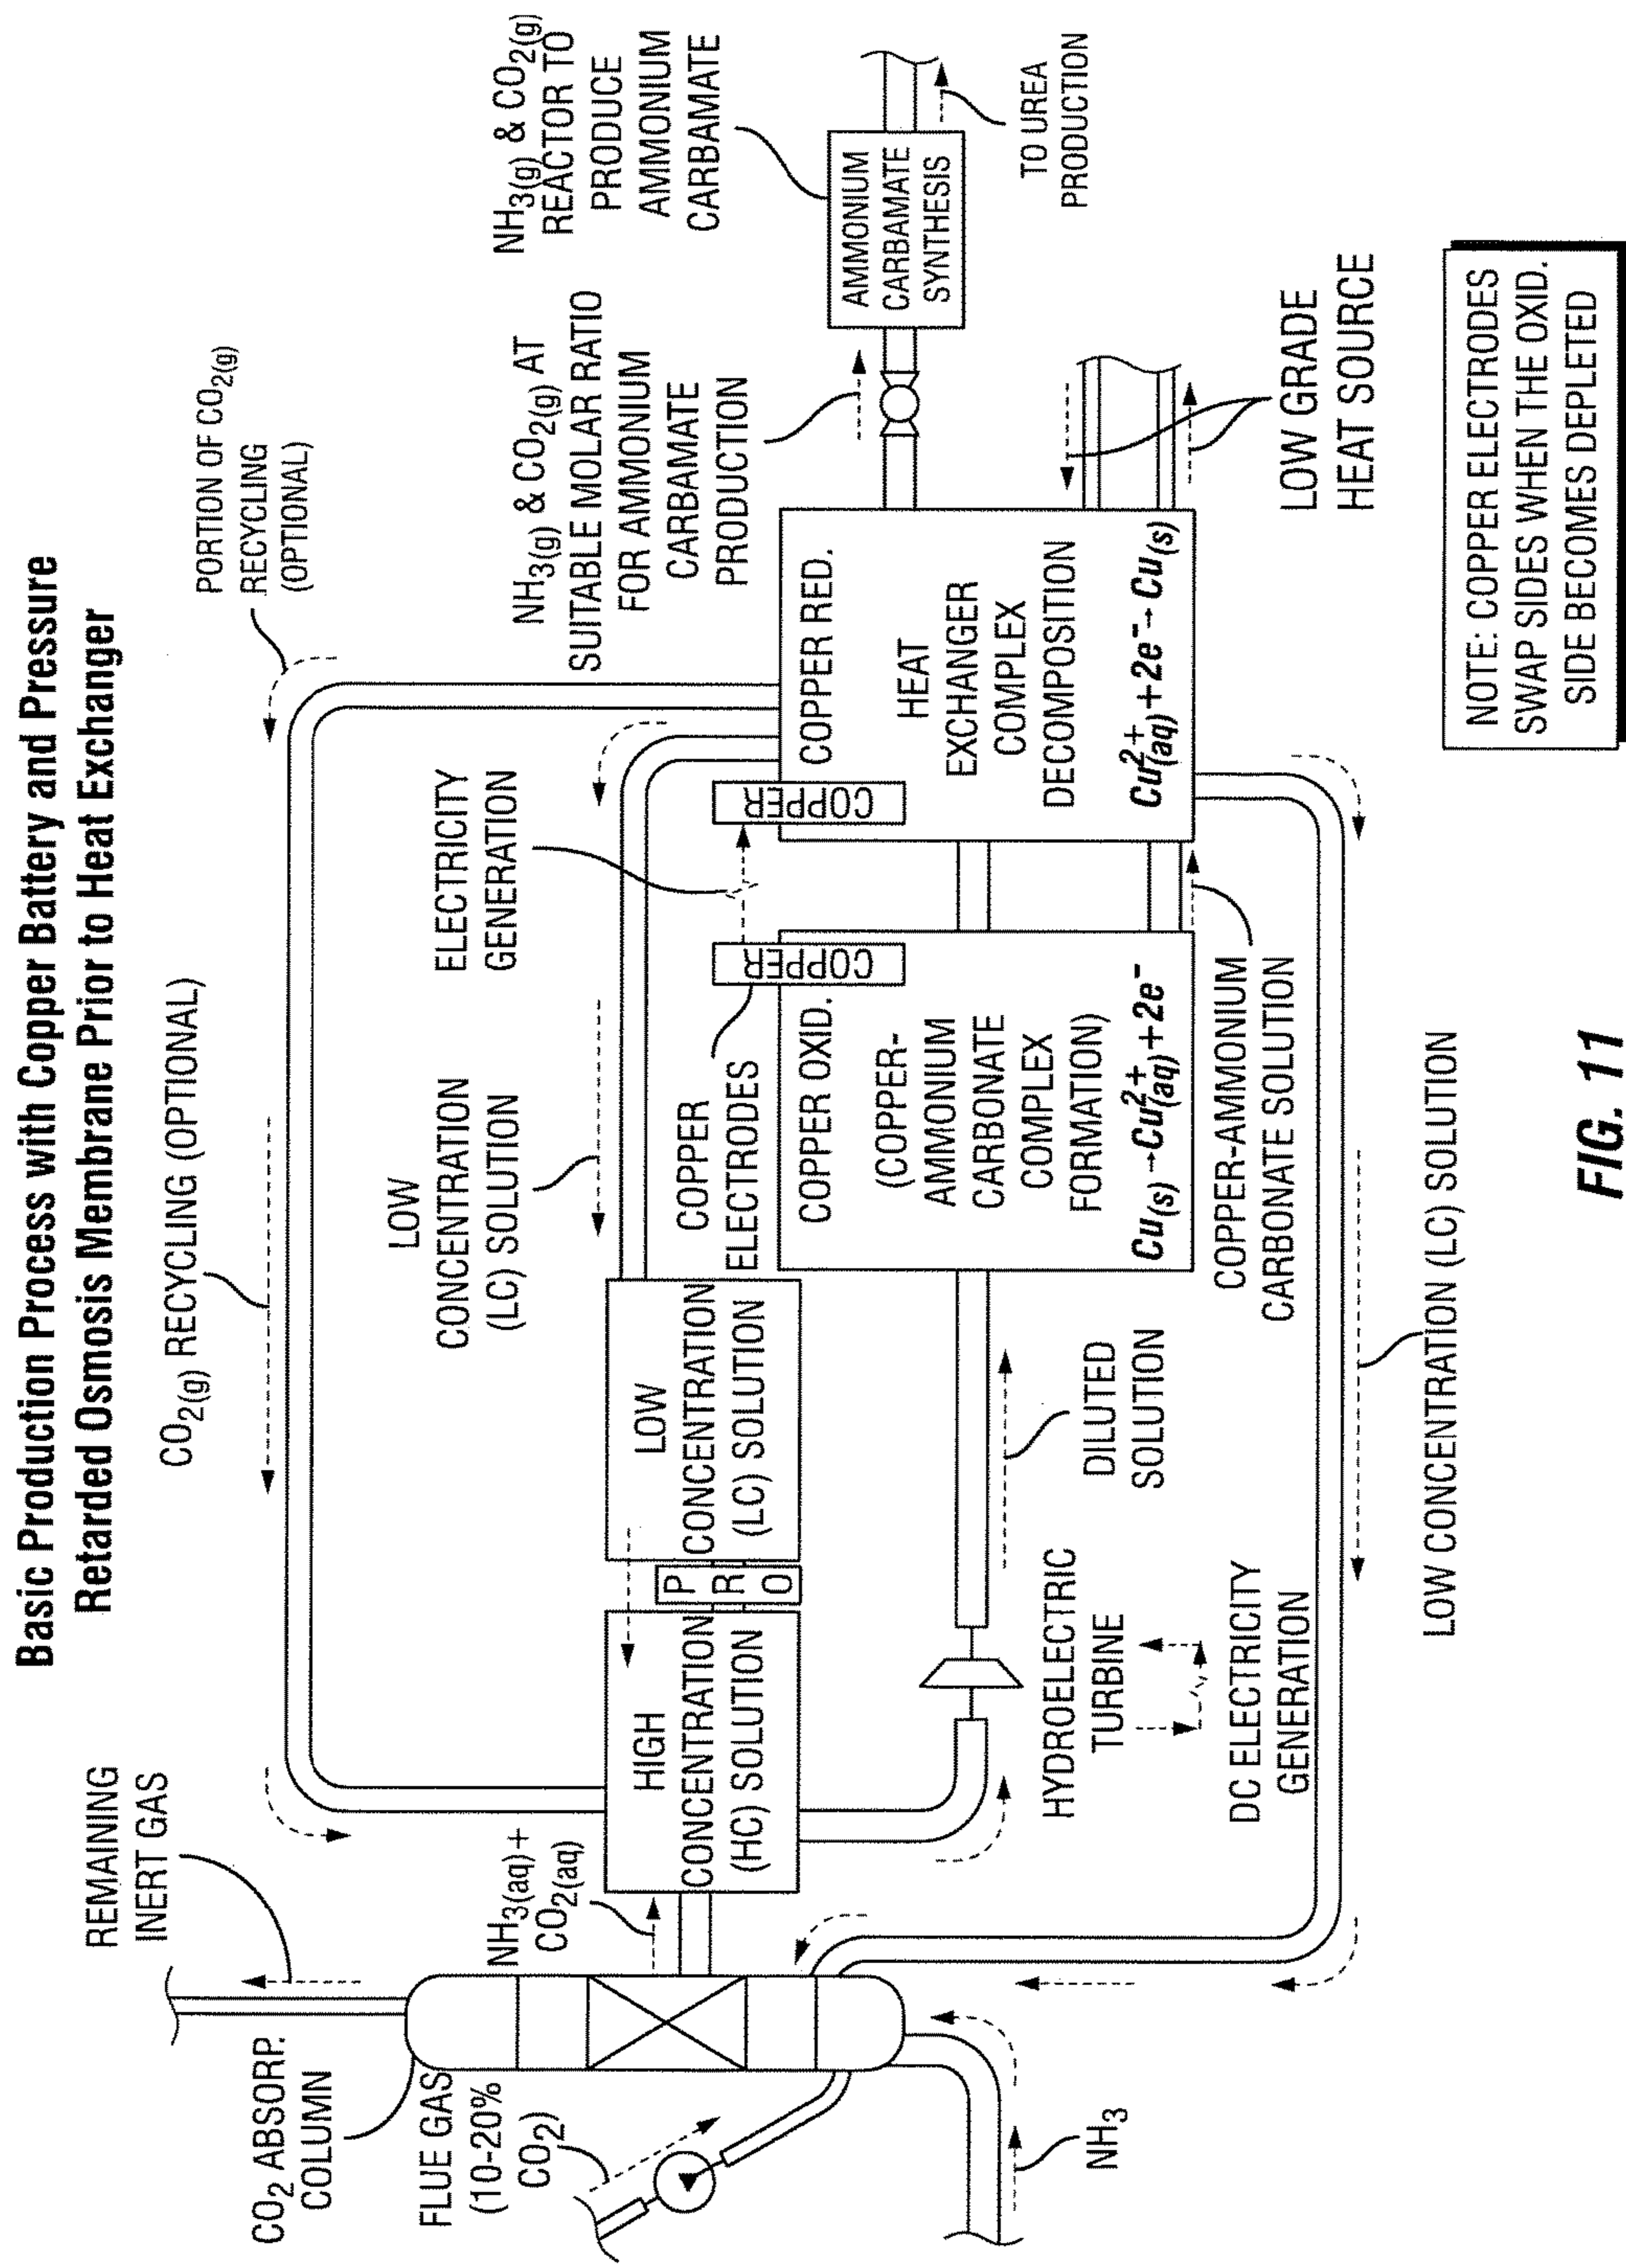 Basic Production Process with Copper Battery and Pressure
Retarded Osmosis Membrane Prior to Heat Exchanger
REMAINING
INERT GAS
CO2 ABSORP.
COLUMN
FLUE GAS
(10-20%
CO2)
NH3
NH3(aq)+
CO2(aq)
CO2(g) RECYCLING (OPTIONAL)
PORTION OF CO2(g)
RECYCLING
(OPTIONAL)
HIGH
CONCENTRATION
(HC) SOLUTION
P
R
O
LOW
CONCENTRATION
(LC) SOLUTION
LOW
CONCENTRATION
(LC) SOLUTION
ELECTRICITY
GENERATION
COPPER
ELECTRODES
COPPER
COPPER
COPPER
COPPER
COPPER OXID.
(COPPER-
AMMONIUM
CARBONATE
COMPLEX
FORMATION)
Cu(s)→Cu2+(aq)+2e-
COPPER RED.
HEAT
EXCHANGER
COMPLEX
DECOMPOSITION
Cu2+(aq)+2e-→Cu(s)
NH3(g) & CO2(g) AT
SUITABLE MOLAR RATIO
FOR AMMONIUM
CARBAMATE
PRODUCTION
NH3(g) & CO2(g)
REACTOR TO
PRODUCE
AMMONIUM
CARBAMATE
AMMONIUM
CARBAMATE
SYNTHESIS
TO UREA
PRODUCTION
LOW GRADE
HEAT SOURCE
HYDROELECTRIC
TURBINE
DC ELECTRICITY
GENERATION
DILUTED
SOLUTION
COPPER-AMMONIUM
CARBONATE SOLUTION
LOW CONCENTRATION (LC) SOLUTION
NOTE: COPPER ELECTRODES
SWAP SIDES WHEN THE OXID.
SIDE BECOMES DEPLETED
FIG. 11